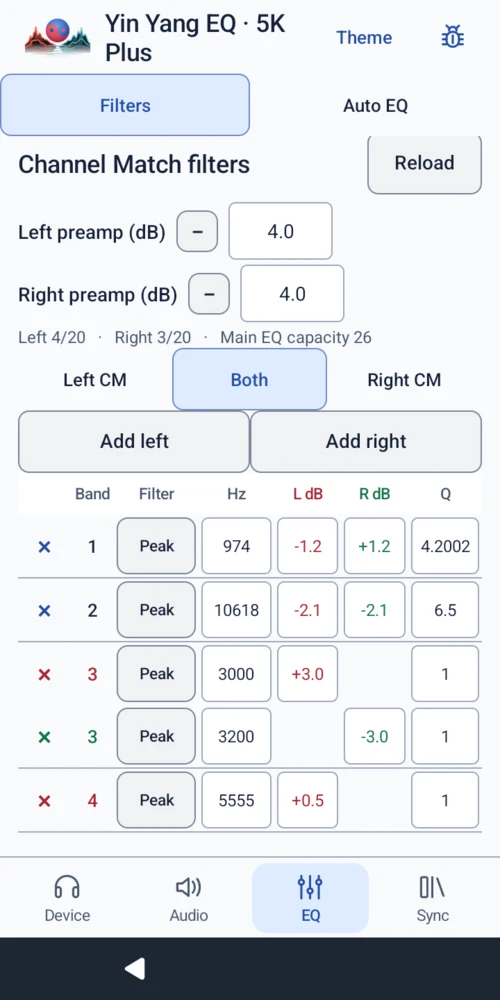 Yin Yang EQ · 5K
Plus
Theme
Filters
Auto EQ
Channel Match filters
Reload
Left preamp (dB) − 4.0
Right preamp (dB) − 4.0
Left 4/20 · Right 3/20 · Main EQ capacity 26
Left CM Both Right CM
Add left Add right
Band Filter Hz L dB R dB Q
× 1 Peak 974 -1.2 +1.2 4.2002
× 2 Peak 10618 -2.1 -2.1 6.5
× 3 Peak 3000 +3.0 1
× 3 Peak 3200 -3.0 1
× 4 Peak 5555 +0.5 1
Device Audio EQ Sync